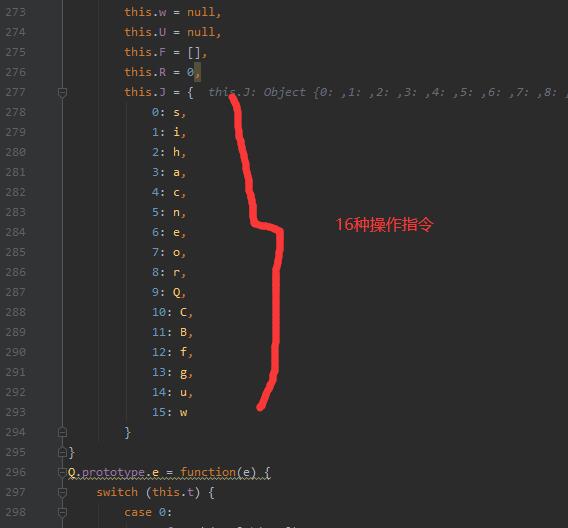 273 this.w = null,
274 this.U = null,
275 this.F = [],
276 this.R = 0,
277 this.J = { this.J: Object {0: ,1: ,2: ,3: ,4: ,5: ,6: ,7: ,8: ,
278 0: s,
279 1: i,
280 2: h,
281 3: a,
282 4: c,
283 5: n,
284 6: e,
16种操作指令
285 7: o,
286 8: r,
287 9: Q,
288 10: C,
289 11: B,
290 12: f,
291 13: g,
292 14: u,
293 15: w
294 }
295 }
296 Q.prototype.e = function(e) {
297 switch (this.t) {
298 case 0: